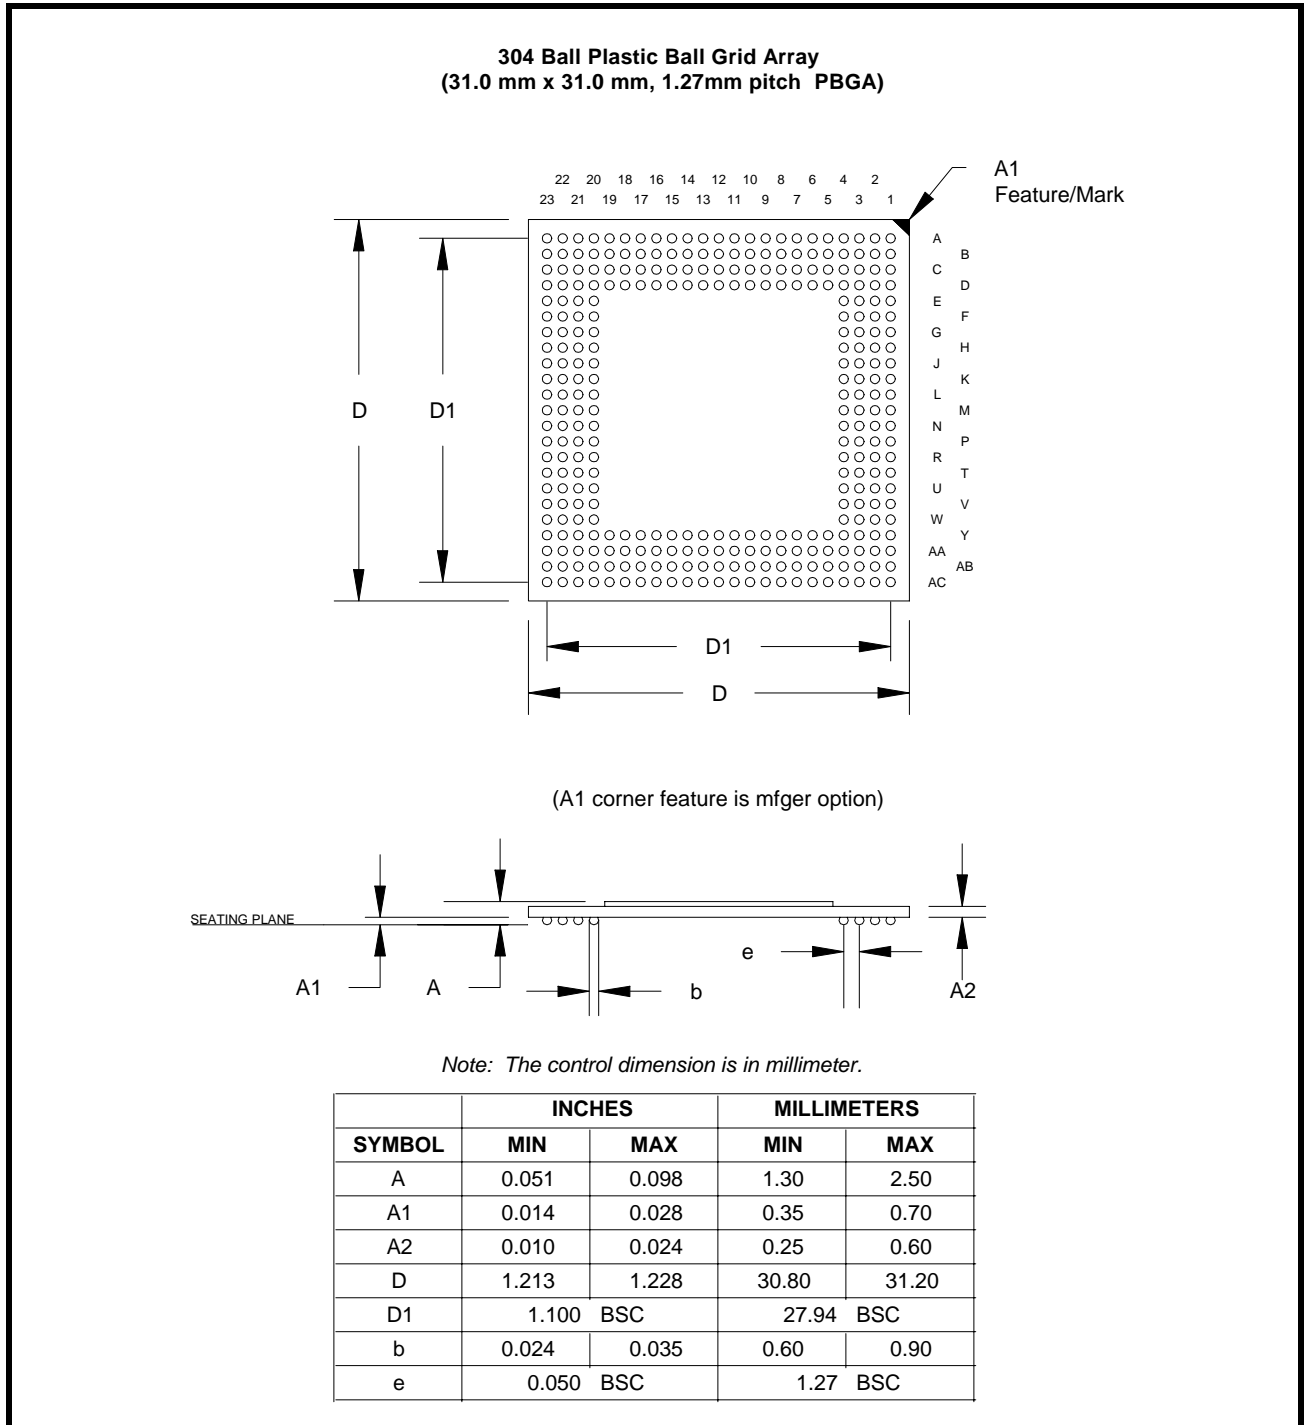 304 Ball Plastic Ball Grid Array
(31.0 mm x 31.0 mm, 1.27mm pitch  PBGA)
22 20 18 16 14 12 10 8 6 4 2
23 21 19 17 15 13 11 9 7 5 3 1
A1
Feature/Mark
A
B
C
D
E
F
G
H
J
K
L
M
N
P
R
T
U
V
W
Y
AA
AB
AC
D
D1
D1
D
(A1 corner feature is mfger option)
SEATING PLANE
A1
A
b
e
A2
Note:  The control dimension is in millimeter.
INCHES MILLIMETERS
SYMBOL MIN MAX MIN MAX
A 0.051 0.098 1.30 2.50
A1 0.014 0.028 0.35 0.70
A2 0.010 0.024 0.25 0.60
D 1.213 1.228 30.80 31.20
D1 1.100 BSC 27.94 BSC
b 0.024 0.035 0.60 0.90
e 0.050 BSC 1.27 BSC